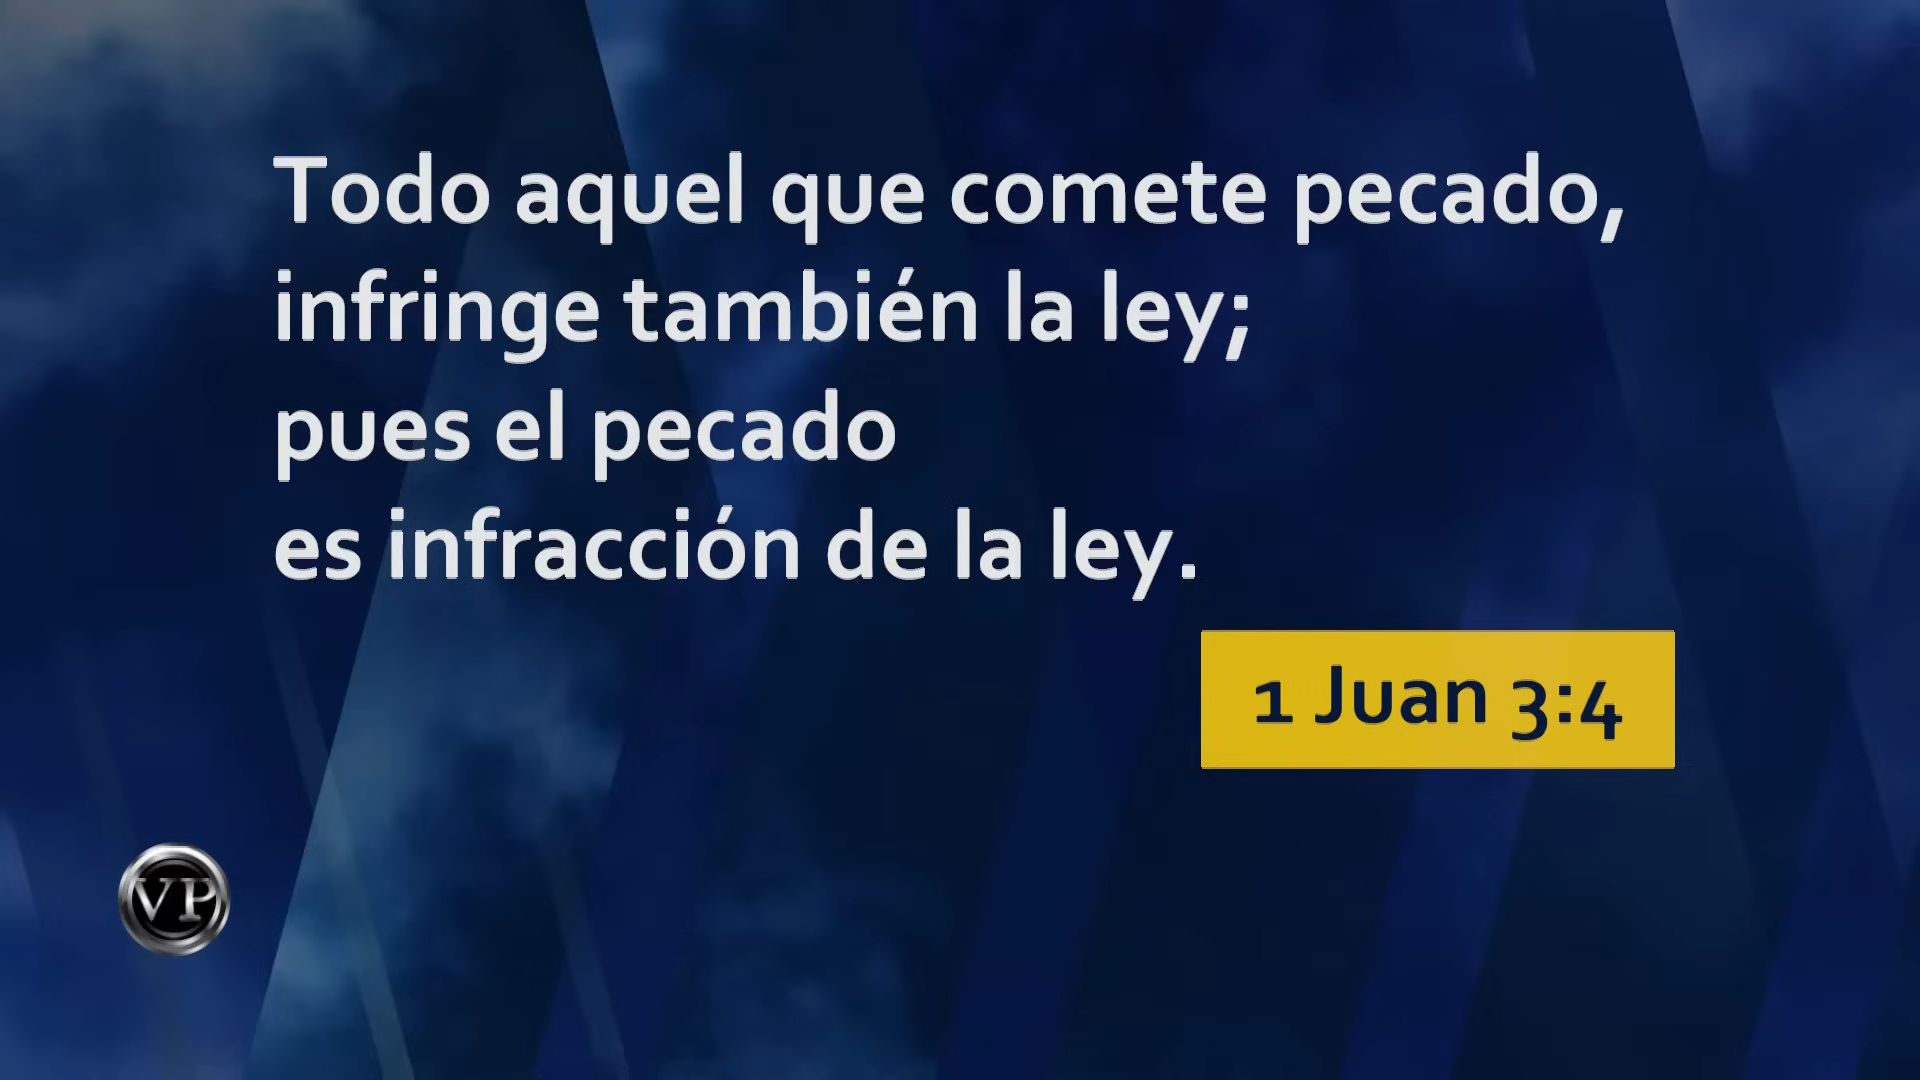 Todo aquel que comete pecado,
infringe también la ley;
pues el pecado
es infracción de la ley.
1 Juan 3:4
VP